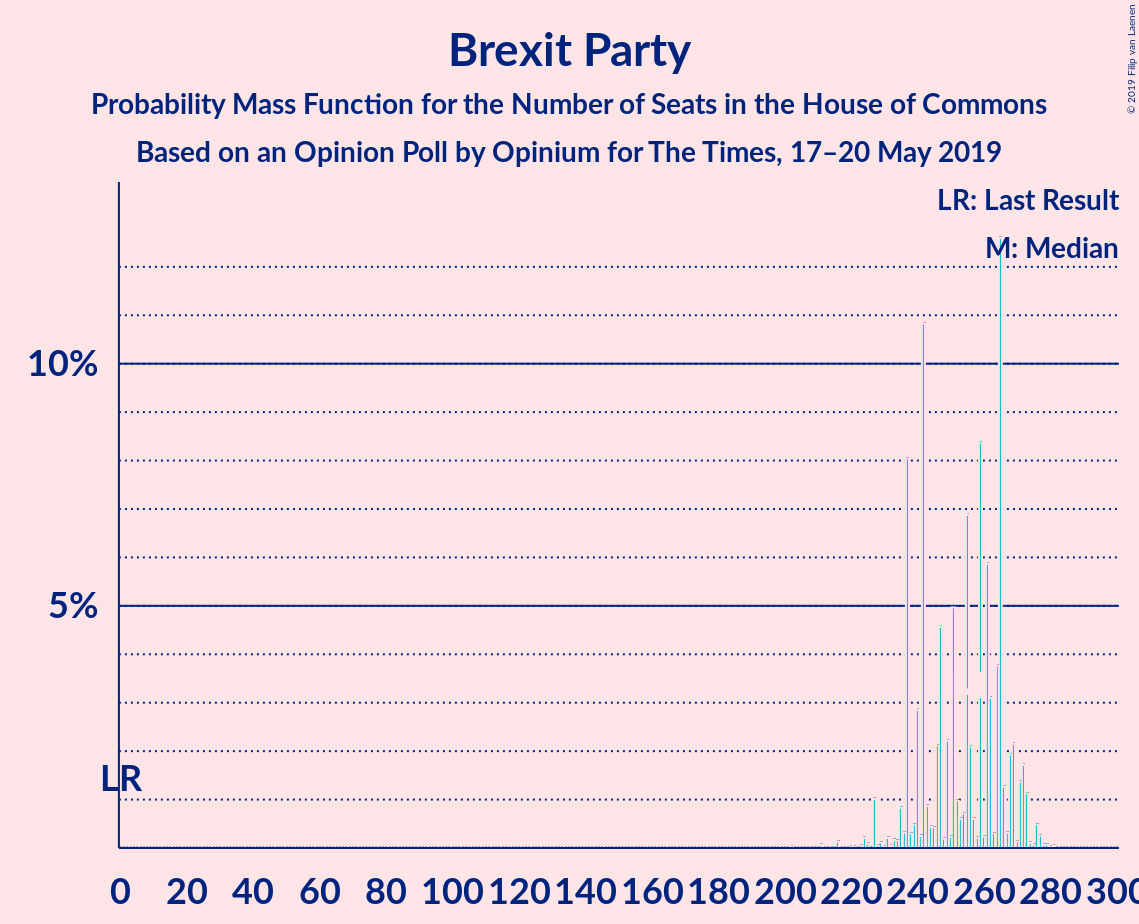 Brexit Party
Probability Mass Function for the Number of Seats in the House of Commons
Based on an Opinion Poll by Opinium for The Times, 17–20 May 2019
© 2019 Filip van Laenen
LR: Last Result
M: Median
10%
5%
LR
0 20 40 60 80 100 120 140 160 180 200 220 240 260 280 300